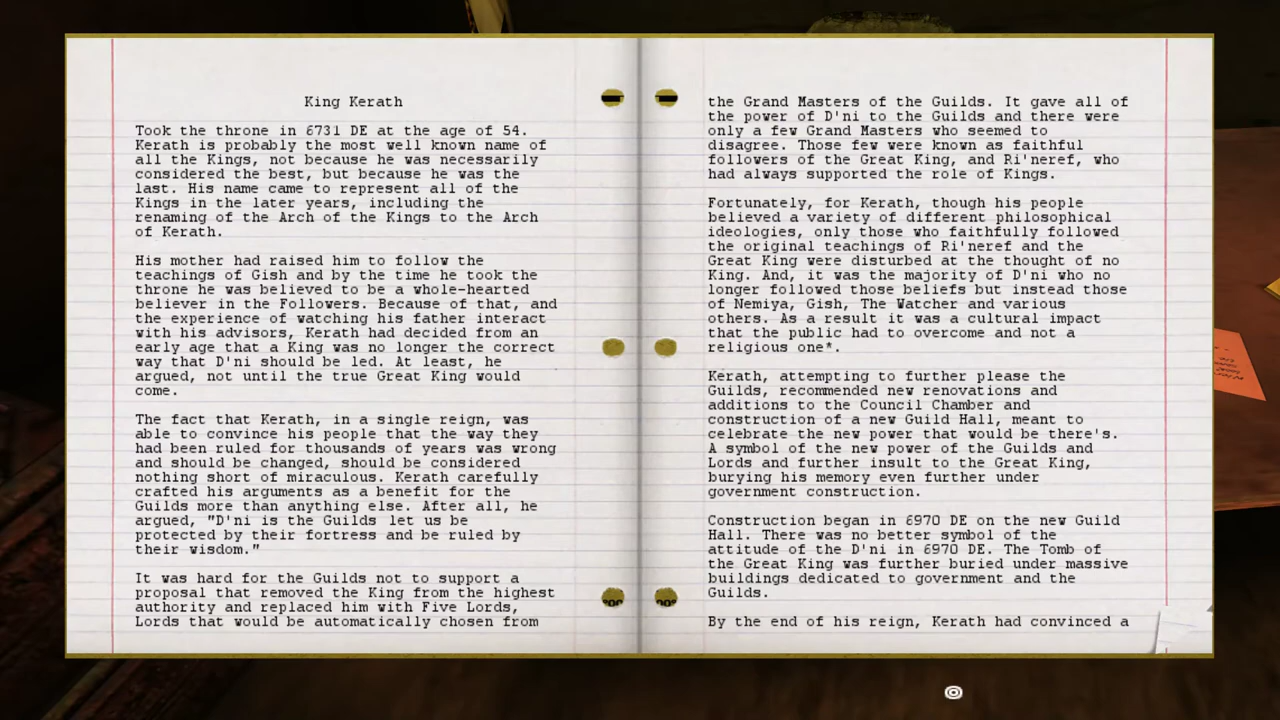 King Kerath
Took the throne in 6731 DE at the age of 54.
Kerath is probably the most well known name of
all the Kings, not because he was necessarily
considered the best, but because he was the
last. His name came to represent all of the
Kings in the later years, including the
renaming of the Arch of the Kings to the Arch
of Kerath.
His mother had raised him to follow the
teachings of Gish and by the time he took the
throne he was believed to be a whole-hearted
believer in the Followers. Because of that, and
the experience of watching his father interact
with his advisors, Kerath had decided from an
early age that a King was no longer the correct
way that D'ni should be led. At least, he
argued, not until the true Great King would
come.
The fact that Kerath, in a single reign, was
able to convince his people that the way they
had been ruled for thousands of years was wrong
and should be changed, should be considered
nothing short of miraculous. Kerath carefully
crafted his arguments as a benefit for the
Guilds more than anything else. After all, he
argued, "D'ni is the Guilds let us be
protected by their fortress and be ruled by
their wisdom."
It was hard for the Guilds not to support a
proposal that removed the King from the highest
authority and replaced him with Five Lords,
Lords that would be automatically chosen from
the Grand Masters of the Guilds. It gave all of
the power of D'ni to the Guilds and there were
only a few Grand Masters who seemed to
disagree. Those few were known as faithful
followers of the Great King, and Ri'neref, who
had always supported the role of Kings.
Fortunately, for Kerath, though his people
believed a variety of different philosophical
ideologies, only those who faithfully followed
the original teachings of Ri'neref and the
Great King were disturbed at the thought of no
King. And, it was the majority of D'ni who no
longer followed those beliefs but instead those
of Nemiya, Gish, The Watcher and various
others. As a result it was a cultural impact
that the public had to overcome and not a
religious one*.
Kerath, attempting to further please the
Guilds, recommended new renovations and
additions to the Council Chamber and
construction of a new Guild Hall, meant to
celebrate the new power that would be there's.
A symbol of the new power of the Guilds and
Lords and further insult to the Great King,
burying his memory even further under
government construction.
Construction began in 6970 DE on the new Guild
Hall. There was no better symbol of the
attitude of the D'ni in 6970 DE. The Tomb of
the Great King was further buried under massive
buildings dedicated to government and the
Guilds.
By the end of his reign, Kerath had convinced a